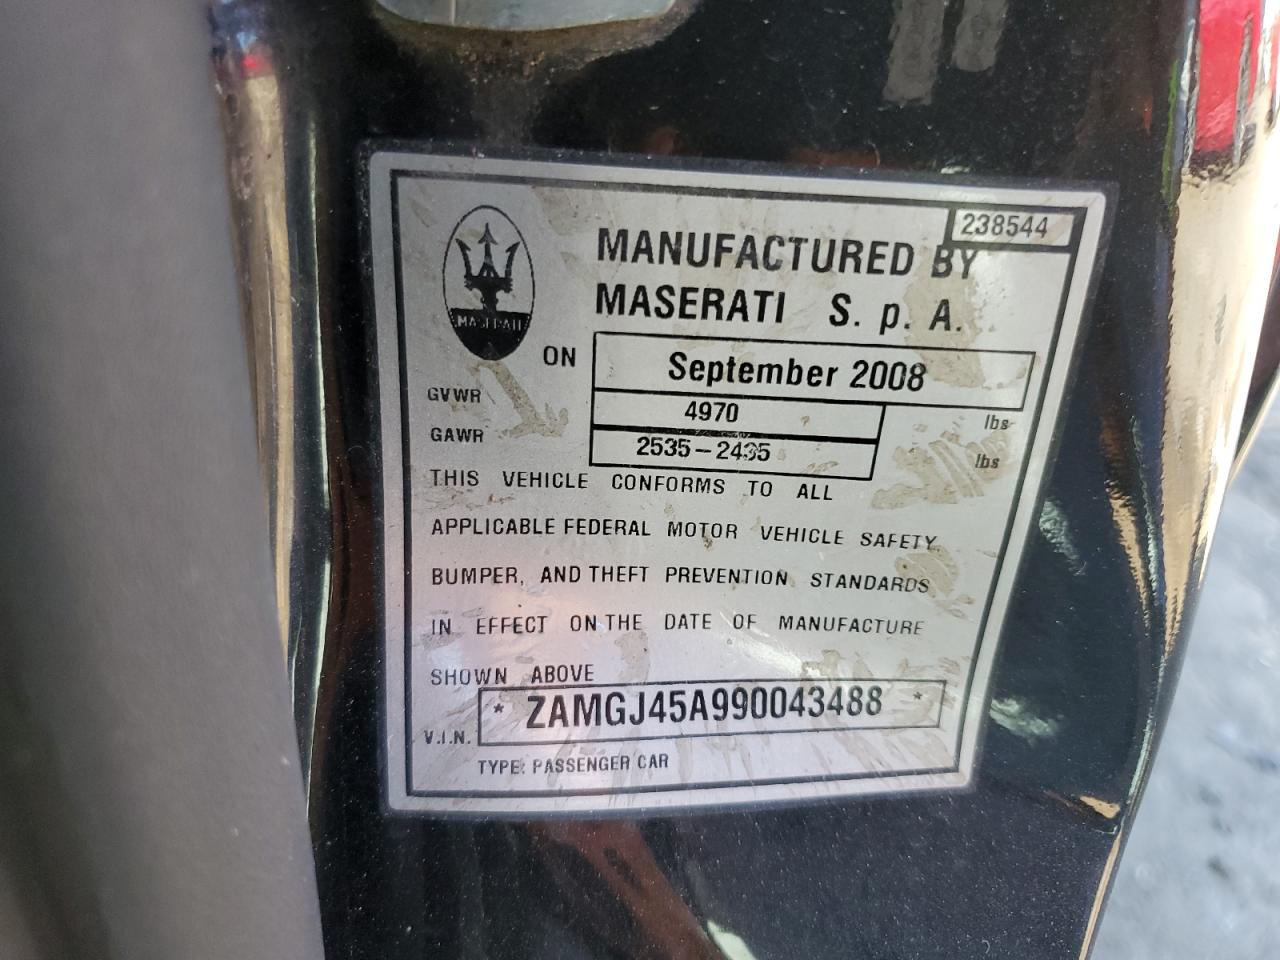 238544
MANUFACTURED BY
MASERATI S. p. A.
MASERATI
ON September 2008
GVWR 4970 lbs
GAWR 2535-2435 lbs
THIS VEHICLE CONFORMS TO ALL
APPLICABLE FEDERAL MOTOR VEHICLE SAFETY,
BUMPER, AND THEFT PREVENTION STANDARDS
IN EFFECT ON THE DATE OF MANUFACTURE
SHOWN ABOVE
V.I.N. * ZAMGJ45A990043488 *
TYPE: PASSENGER CAR